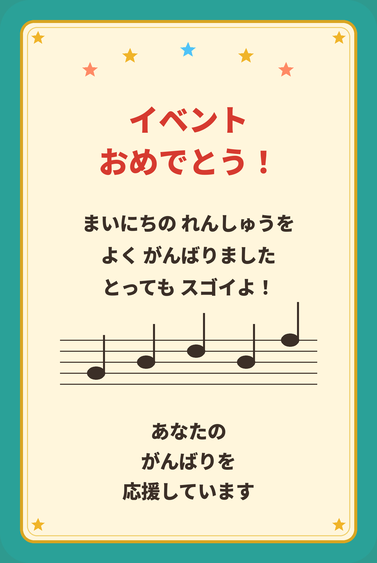 イベント
おめでとう！
まいにちの れんしゅうを
よく がんばりました
とっても スゴイよ！
あなたの
がんばりを
応援しています